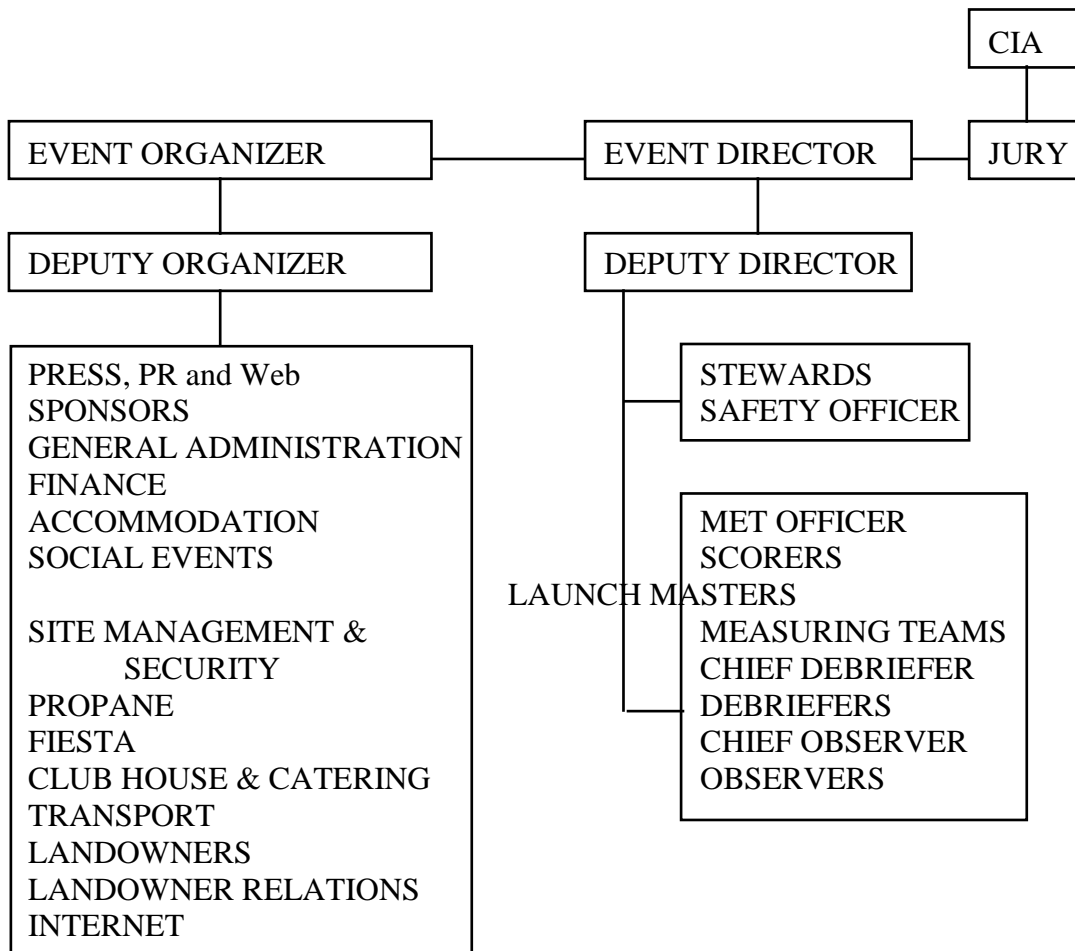 CIA
EVENT ORGANIZER
EVENT DIRECTOR
JURY
DEPUTY ORGANIZER
DEPUTY DIRECTOR
PRESS, PR and Web
SPONSORS
GENERAL ADMINISTRATION
FINANCE
ACCOMMODATION
SOCIAL EVENTS
SITE MANAGEMENT &
SECURITY
PROPANE
FIESTA
CLUB HOUSE & CATERING
TRANSPORT
LANDOWNERS
LANDOWNER RELATIONS
INTERNET
STEWARDS
SAFETY OFFICER
MET OFFICER
SCORERS
LAUNCH MASTERS
MEASURING TEAMS
CHIEF DEBRIEFER
DEBRIEFERS
CHIEF OBSERVER
OBSERVERS